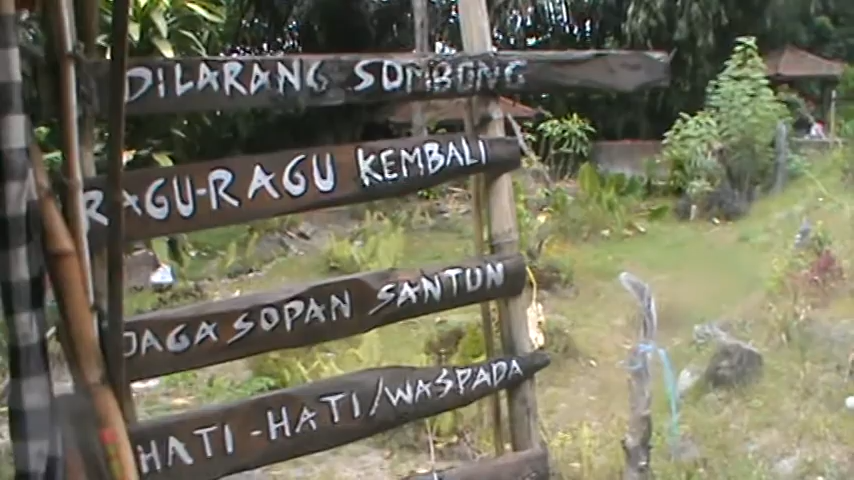 DILARANG SOMBONG
RAGU-RAGU KEMBALI
JAGA SOPAN SANTUN
HATI-HATI/WASPADA